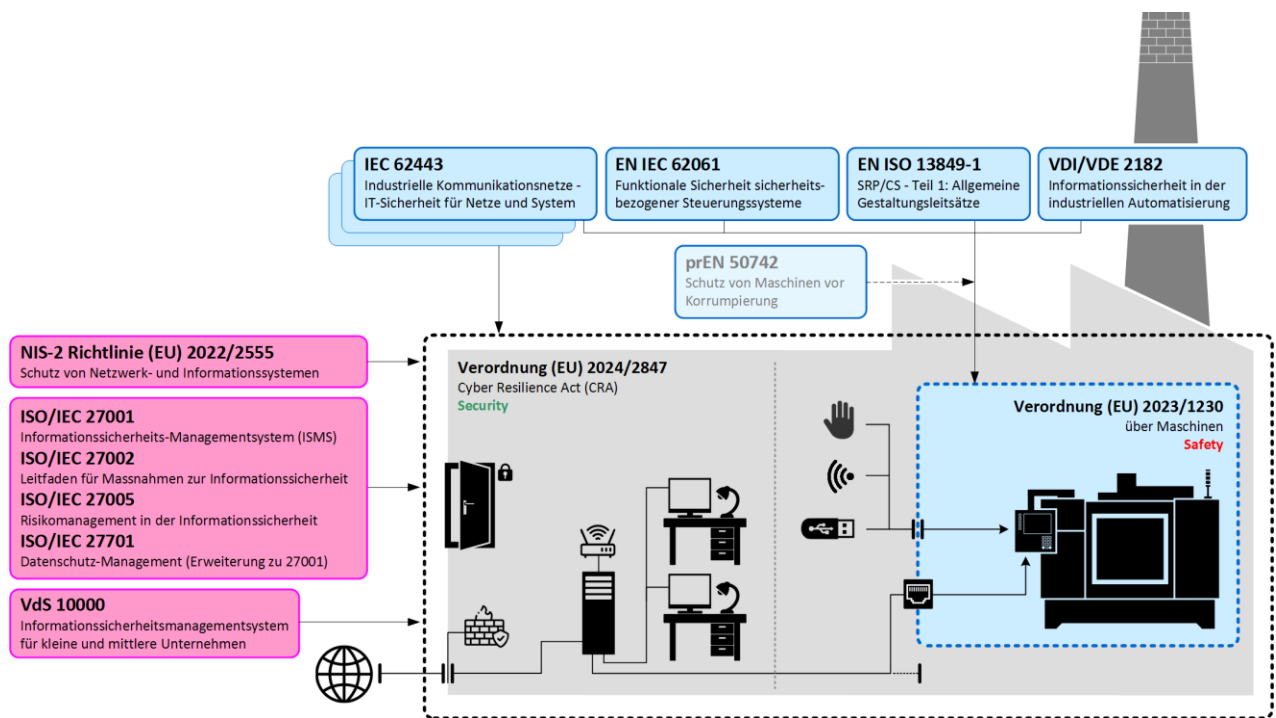 IEC 62443
Industrielle Kommunikationsnetze -
IT-Sicherheit für Netze und System
EN IEC 62061
Funktionale Sicherheit sicherheits-
bezogener Steuerungssysteme
EN ISO 13849-1
SRP/CS - Teil 1: Allgemeine
Gestaltungsleitsätze
VDI/VDE 2182
Informationssicherheit in der
industriellen Automatisierung
prEN 50742
Schutz von Maschinen vor
Korrumpierung
NIS-2 Richtlinie (EU) 2022/2555
Schutz von Netzwerk- und Informationssystemen
ISO/IEC 27001
Informationssicherheits-Managementsystem (ISMS)
ISO/IEC 27002
Leitfaden für Massnahmen zur Informationssicherheit
ISO/IEC 27005
Risikomanagement in der Informationssicherheit
ISO/IEC 27701
Datenschutz-Management (Erweiterung zu 27001)
VdS 10000
Informationssicherheitsmanagementsystem
für kleine und mittlere Unternehmen
Verordnung (EU) 2024/2847
Cyber Resilience Act (CRA)
Security
Verordnung (EU) 2023/1230
über Maschinen
Safety